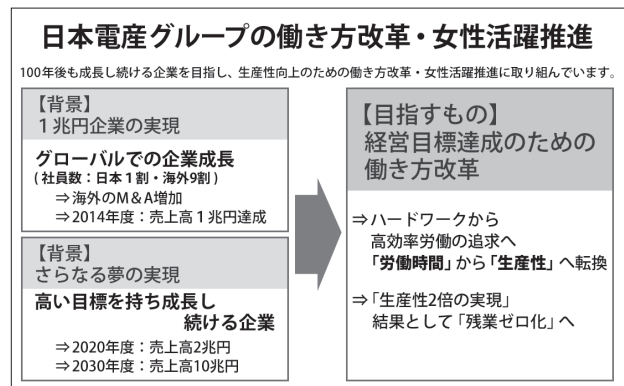 日本電産グループの働き方改革・女性活躍推進
100年後も成長し続ける企業を目指し、生産性向上のための働き方改革・女性活躍推進に取り組んでいます。
【背景】
1兆円企業の実現
グローバルでの企業成長
(社員数:日本1割・海外9割)
⇒海外のM&A増加
⇒2014年度:売上高1兆円達成
【背景】
さらなる夢の実現
高い目標を持ち成長し
続ける企業
⇒2020年度:売上高2兆円
⇒2030年度:売上高10兆円
【目指すもの】
経営目標達成のための
働き方改革
⇒ハードワークから
高効率労働の追求へ
「労働時間」から「生産性」へ転換
⇒「生産性2倍の実現」
結果として「残業ゼロ化」へ